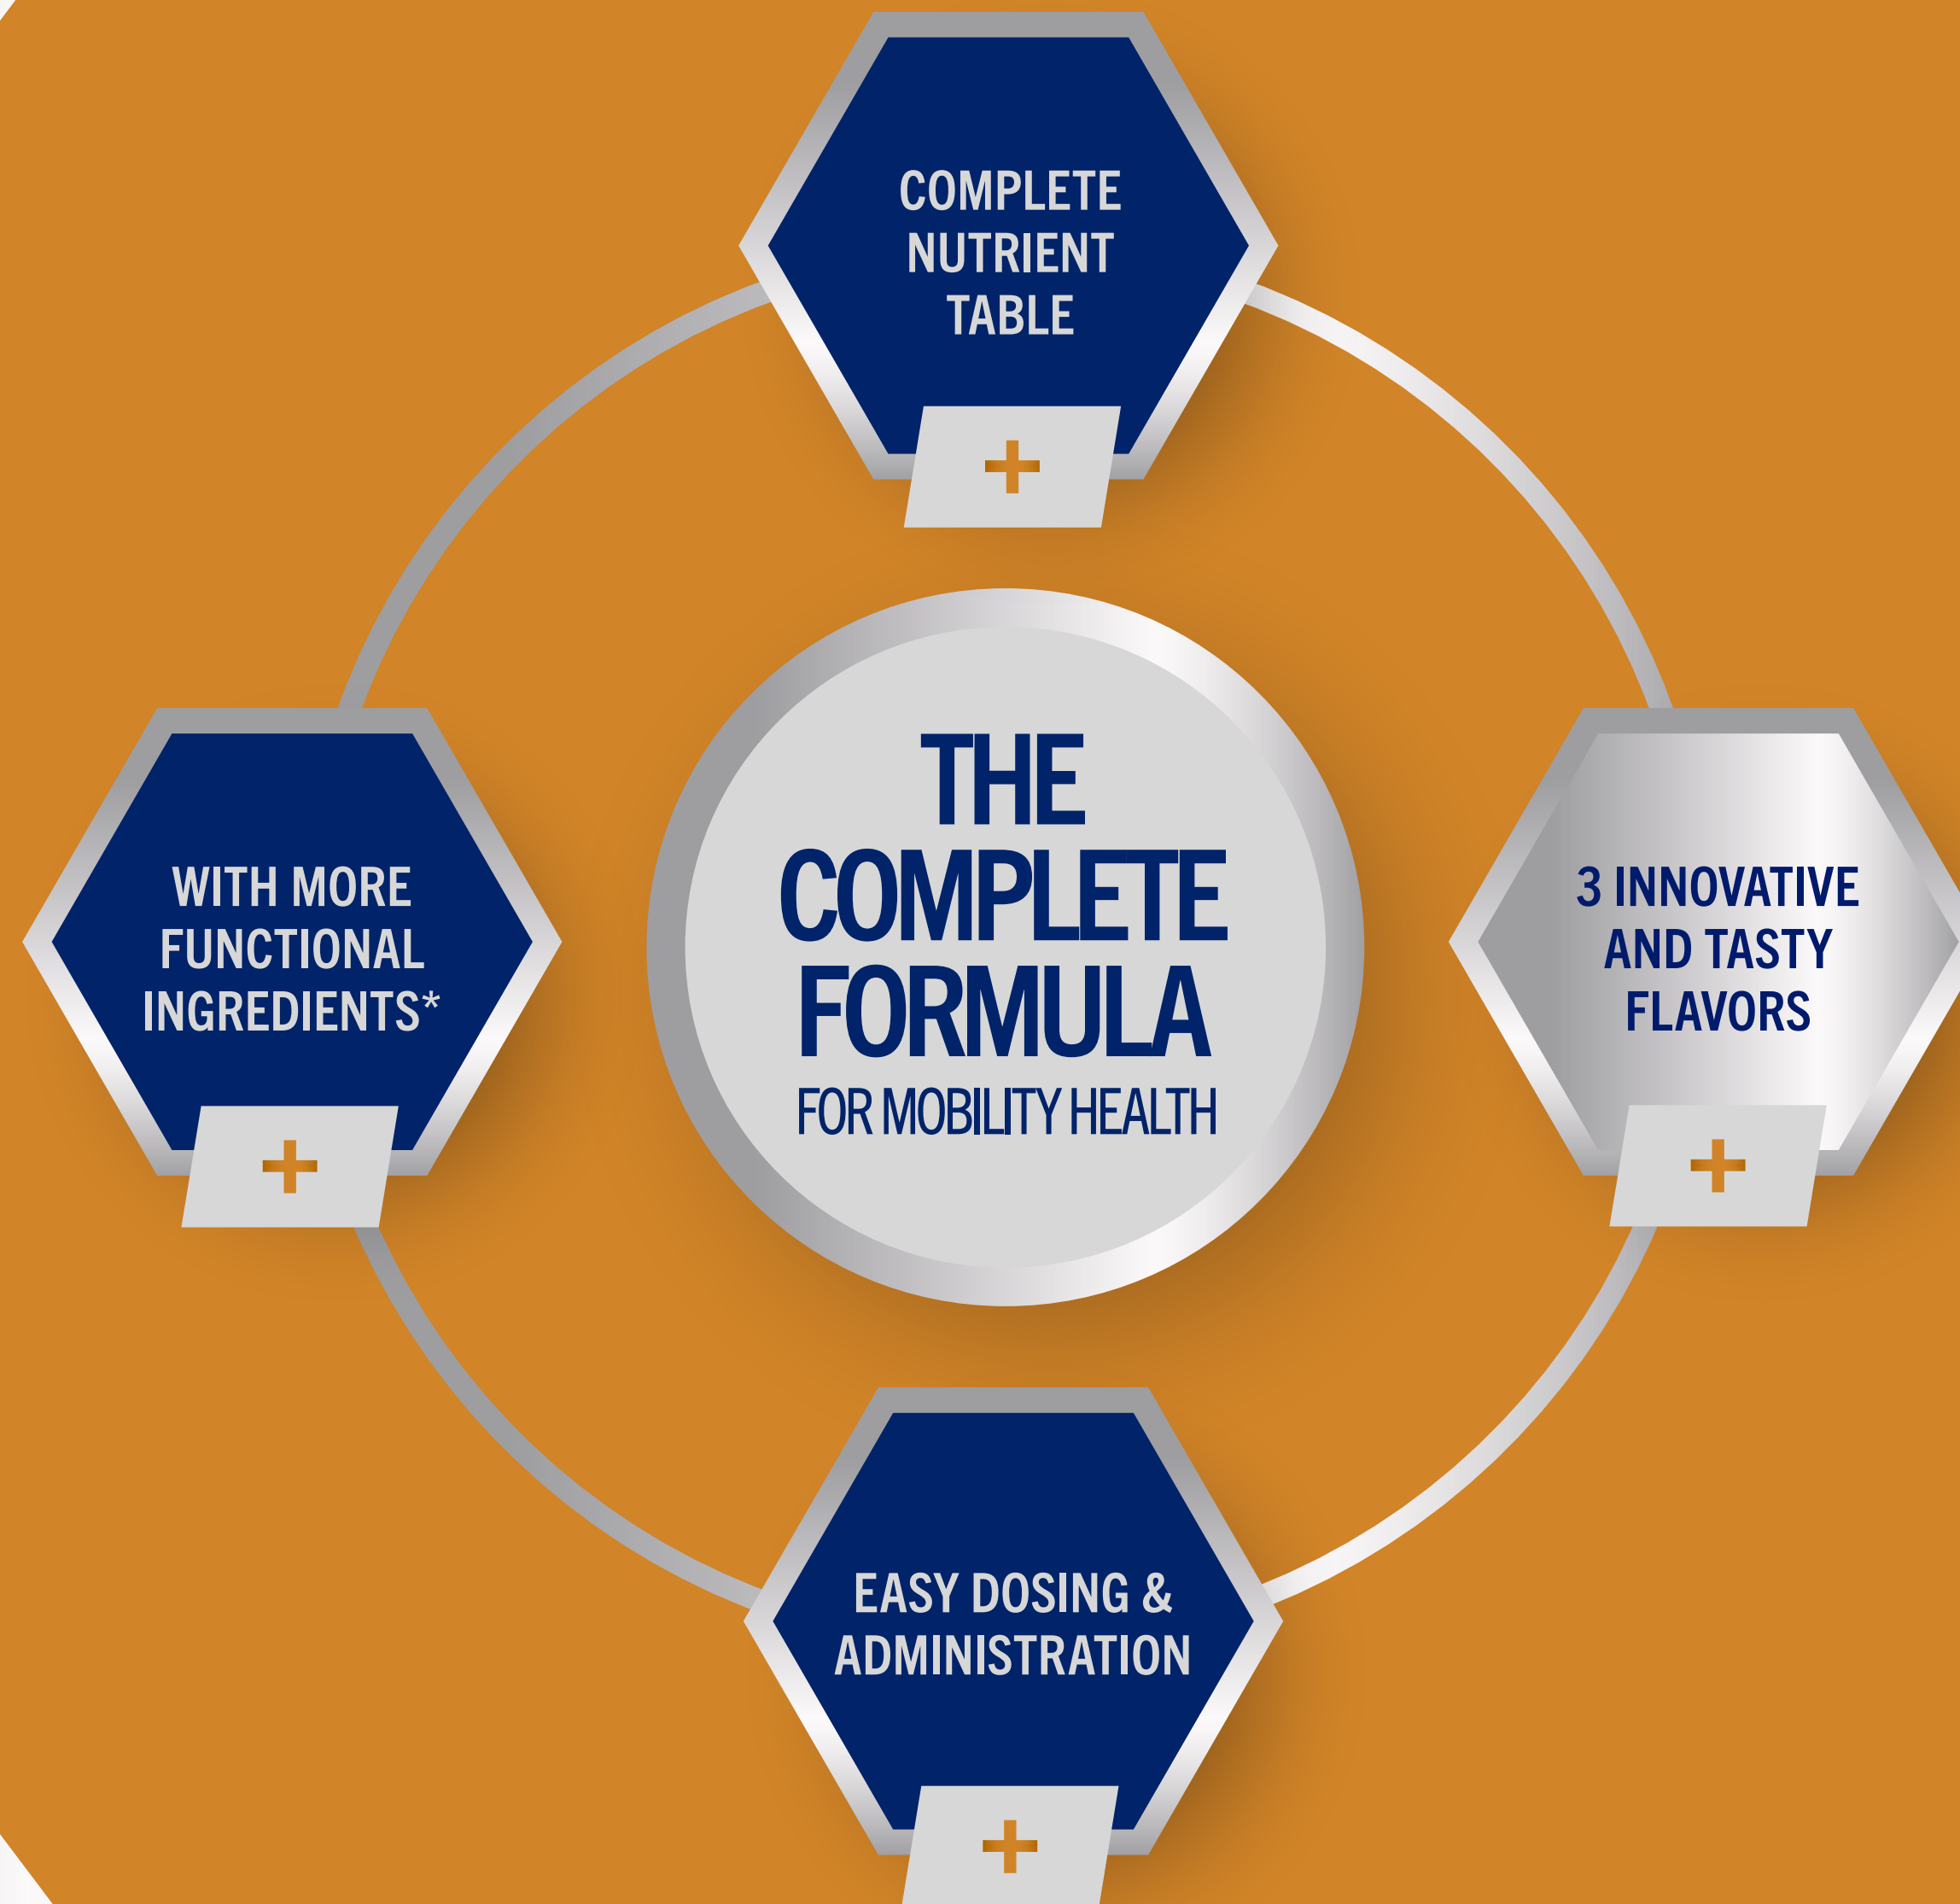 COMPLETE
NUTRIENT
TABLE
+
THE
COMPLETE
FORMULA
FOR MOBILITY HEALTH
WITH MORE
FUNCTIONAL
INGREDIENTS*
+
3 INNOVATIVE
AND TASTY
FLAVORS
+
EASY DOSING &
ADMINISTRATION
+